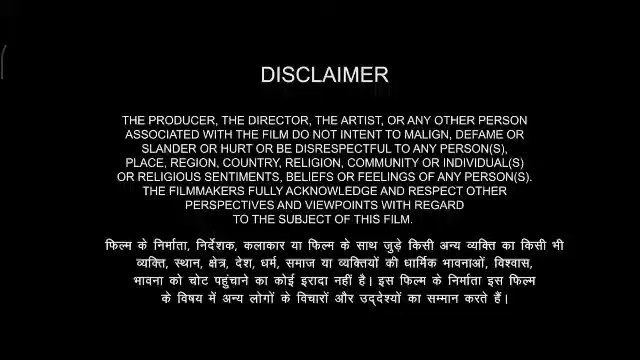 DISCLAIMER
THE PRODUCER, THE DIRECTOR, THE ARTIST, OR ANY OTHER PERSON
ASSOCIATED WITH THE FILM DO NOT INTENT TO MALIGN, DEFAME OR
SLANDER OR HURT OR BE DISRESPECTFUL TO ANY PERSON(S),
PLACE, REGION, COUNTRY, RELIGION, COMMUNITY OR INDIVIDUAL(S)
OR RELIGIOUS SENTIMENTS, BELIEFS OR FEELINGS OF ANY PERSON(S).
THE FILMMAKERS FULLY ACKNOWLEDGE AND RESPECT OTHER
PERSPECTIVES AND VIEWPOINTS WITH REGARD
TO THE SUBJECT OF THIS FILM.
फिल्म के निर्माता, निर्देशक, कलाकार या फिल्म के साथ जुड़े किसी अन्य व्यक्ति का किसी भी
व्यक्ति, स्थान, क्षेत्र, देश, धर्म, समाज या व्यक्तियों की धार्मिक भावनाओं, विश्वास,
भावना को चोट पहुंचाने का कोई इरादा नहीं है। इस फिल्म के निर्माता इस फिल्म
के विषय में अन्य लोगों के विचारों और उद्देश्यों का सम्मान करते हैं।